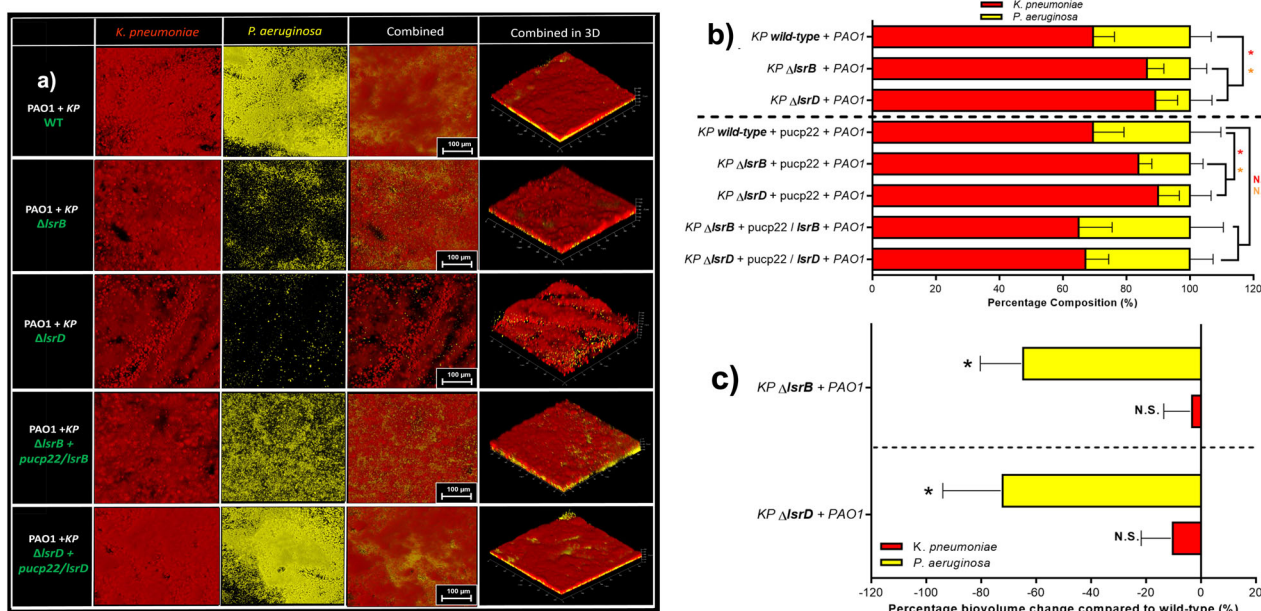 a)
K. pneumoniae
P. aeruginosa
Combined
Combined in 3D
PAO1 + KP
WT
100 µm
PAO1 + KP
ΔlsrB
100 µm
PAO1 + KP
ΔlsrD
100 µm
PAO1 +KP
ΔlsrB +
pucp22/lsrB
100 µm
PAO1 +KP
ΔlsrD +
pucp22/lsrD
100 µm
b)
K. pneumoniae
P. aeruginosa
KP wild-type + PAO1
KP ΔlsrB + PAO1
KP ΔlsrD + PAO1
KP wild-type + pucp22 + PAO1
KP ΔlsrB + pucp22 + PAO1
KP ΔlsrD + pucp22 + PAO1
KP ΔlsrB + pucp22 / lsrB + PAO1
KP ΔlsrD + pucp22 / lsrD + PAO1
*
*
*
*
N
N
0 20 40 60 80 100 120
Percentage Composition (%)
c)
KP ΔlsrB + PAO1
*
N.S.
KP ΔlsrD + PAO1
*
N.S.
K. pneumoniae
P. aeruginosa
-120 -100 -80 -60 -40 -20 0 20
Percentage biovolume change compared to wild-type (%)